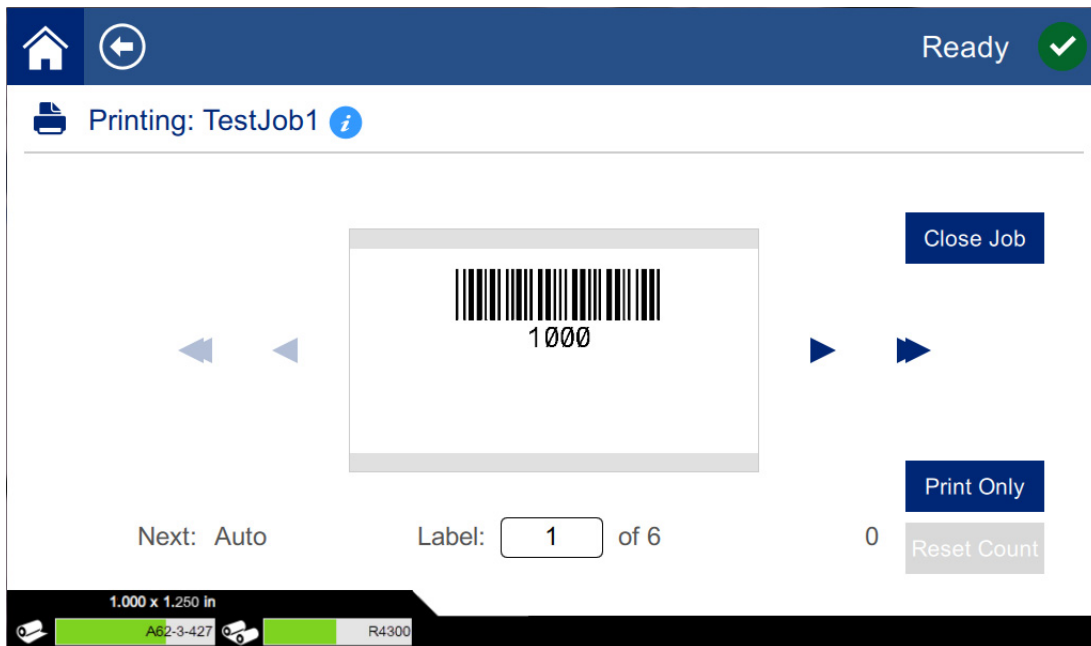 Ready
Printing: TestJob1 i
Close Job
1000
Print Only
Next: Auto Label: 1 of 6 0
Reset Count
1.000 x 1.250 in
A62-3-427 R4300